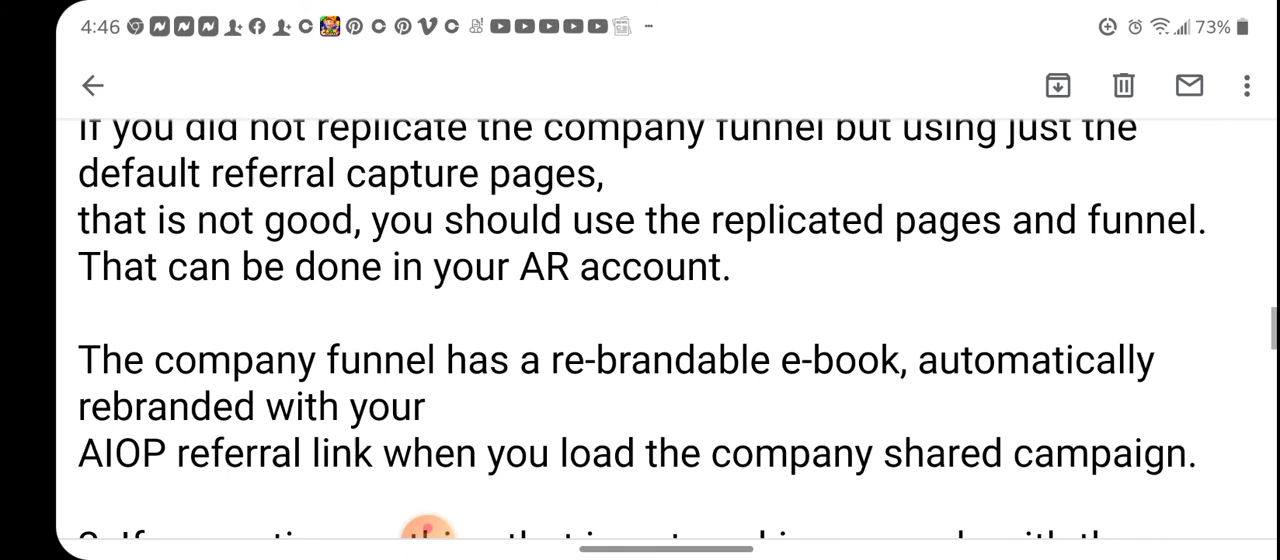 4:46
73%
If you did not replicate the company funnel but using just the
default referral capture pages,
that is not good, you should use the replicated pages and funnel.
That can be done in your AR account.
The company funnel has a re-brandable e-book, automatically
rebranded with your
AIOP referral link when you load the company shared campaign.